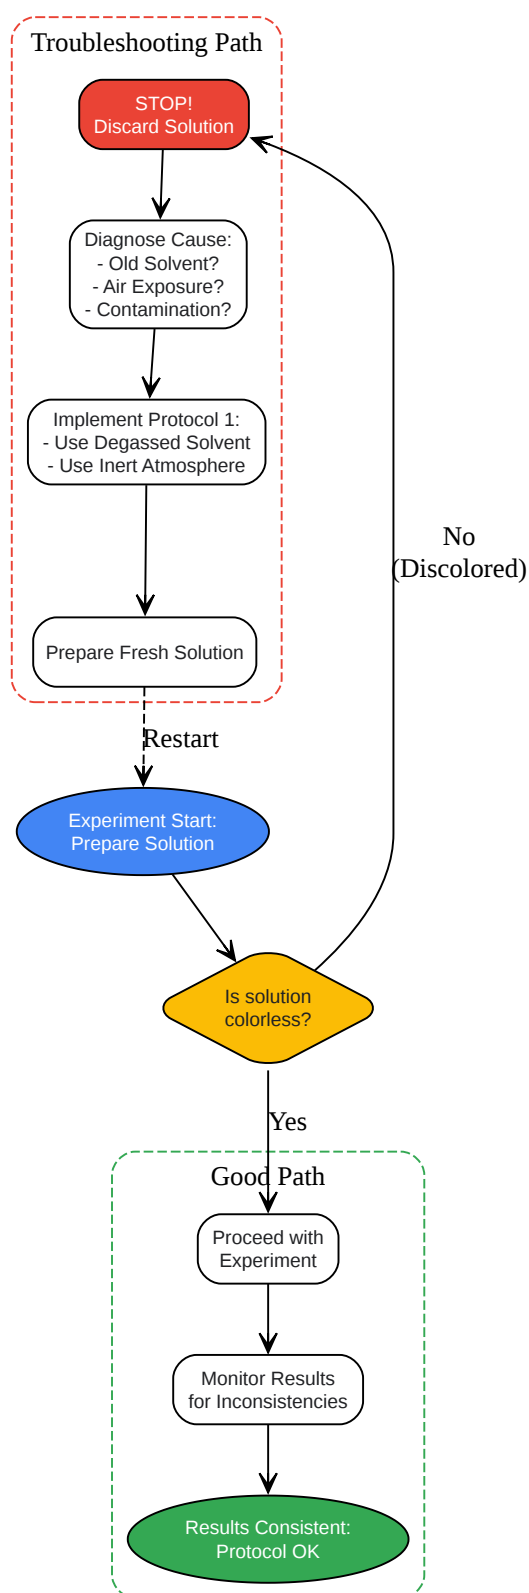 Troubleshooting Path
STOP!
Discard Solution
Diagnose Cause:
- Old Solvent?
- Air Exposure?
- Contamination?
Implement Protocol 1:
- Use Degassed Solvent
- Use Inert Atmosphere
No
(Discolored)
Prepare Fresh Solution
Restart
Experiment Start:
Prepare Solution
Is solution
colorless?
Yes
Good Path
Proceed with
Experiment
Monitor Results
for Inconsistencies
Results Consistent:
Protocol OK